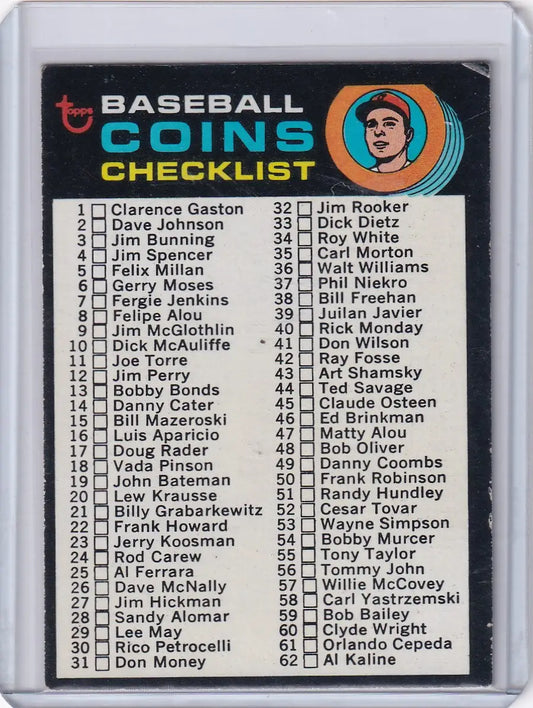 topps
BASEBALL
COINS
CHECKLIST
1 Clarence Gaston
2 Dave Johnson
3 Jim Bunning
4 Jim Spencer
5 Felix Millan
6 Gerry Moses
7 Fergie Jenkins
8 Felipe Alou
9 Jim McGlothlin
10 Dick McAuliffe
11 Joe Torre
12 Jim Perry
13 Bobby Bonds
14 Danny Cater
15 Bill Mazeroski
16 Luis Aparicio
17 Doug Rader
18 Vada Pinson
19 John Bateman
20 Lew Krausse
21 Billy Grabarkewitz
22 Frank Howard
23 Jerry Koosman
24 Rod Carew
25 Al Ferrara
26 Dave McNally
27 Jim Hickman
28 Sandy Alomar
29 Lee May
30 Rico Petrocelli
31 Don Money
32 Jim Rooker
33 Dick Dietz
34 Roy White
35 Carl Morton
36 Walt Williams
37 Phil Niekro
38 Bill Freehan
39 Juilan Javier
40 Rick Monday
41 Don Wilson
42 Ray Fosse
43 Art Shamsky
44 Ted Savage
45 Claude Osteen
46 Ed Brinkman
47 Matty Alou
48 Bob Oliver
49 Danny Coombs
50 Frank Robinson
51 Randy Hundley
52 Cesar Tovar
53 Wayne Simpson
54 Bobby Murcer
55 Tony Taylor
56 Tommy John
57 Willie McCovey
58 Carl Yastrzemski
59 Bob Bailey
60 Clyde Wright
61 Orlando Cepeda
62 Al Kaline